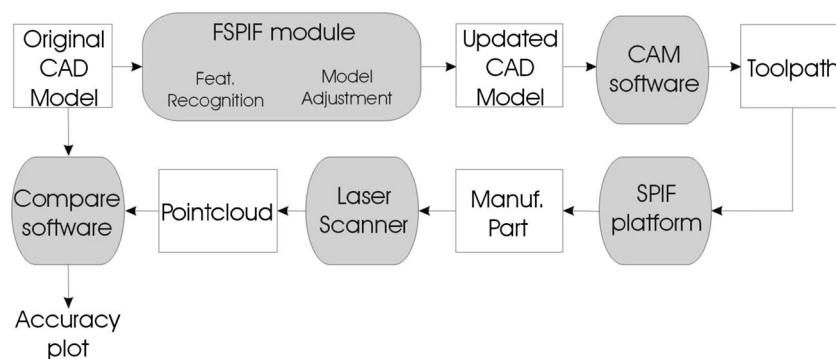 Original
CAD
Model
FSPIF module
Feat.
Recognition
Model
Adjustment
Updated
CAD
Model
CAM
software
Toolpath
Compare
software
Pointcloud
Laser
Scanner
Manuf.
Part
SPIF
platform
Accuracy
plot